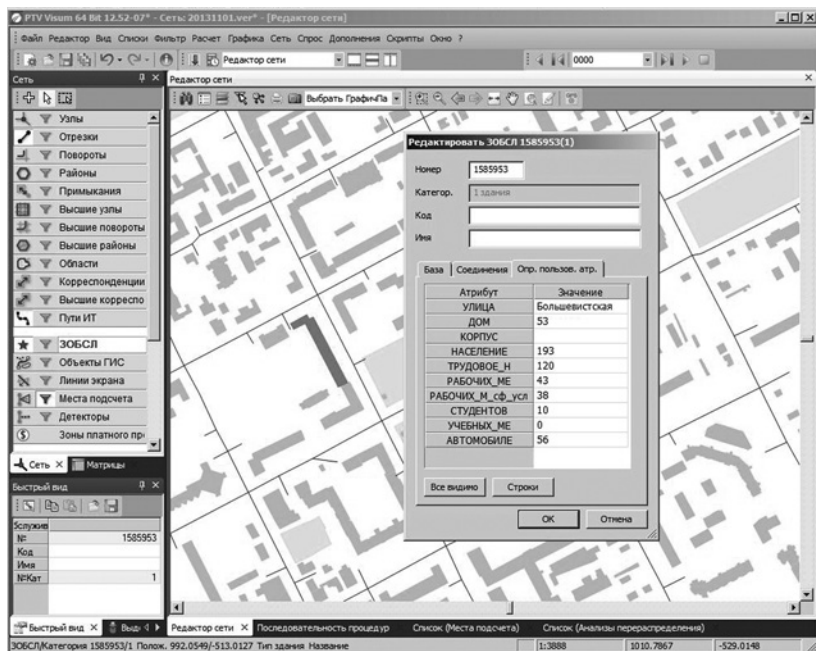 PTV Visum 64 Bit 12.52-07* - Сеть: 20131101.ver* - [Редактор сети]
Файл Редактор Вид Списки Фильтр Расчет Графика Сеть Спрос Дополнения Скрипты Окно ?
Редактор сети
0000
Сеть
Редактор сети
Выбрать ГрафичПа
Узлы
Отрезки
Повороты
Районы
Примыкания
Высшие узлы
Высшие повороты
Высшие районы
Области
Корреспонденции
Высшие корреспо
Пути ИТ
ЗОБСЛ
Объекты ГИС
Линии экрана
Места подсчета
Детекторы
Зоны платного про
Сеть
Матрицы
Быстрый вид
№ 1585953
Код
Имя
№Кат 1
Редактировать ЗОБСЛ 1585953(1)
Номер 1585953
Категор. 1 здания
Код
Имя
База Соединения Опр. пользов. атр.
Атрибут Значение
УЛИЦА Большевистская
ДОМ 53
КОРПУС
НАСЕЛЕНИЕ 193
ТРУДОВОЕ_Н 120
РАБОЧИХ_МЕ 43
РАБОЧИХ_М_сф_усл 38
СТУДЕНТОВ 10
УЧЕБНЫХ_МЕ 0
АВТОМОБИЛЕ 56
Все видимо Строки
ОК Отмена
Быстрый вид
Редактор сети Последовательность процедур Список (Места подсчета) Список (Анализы перераспределения)
ЗОБСЛ/Категория 1585953/1 Полож. 992.0549/-513.0127 Тип здания Название 1:3888 1010.7867 -529.0148